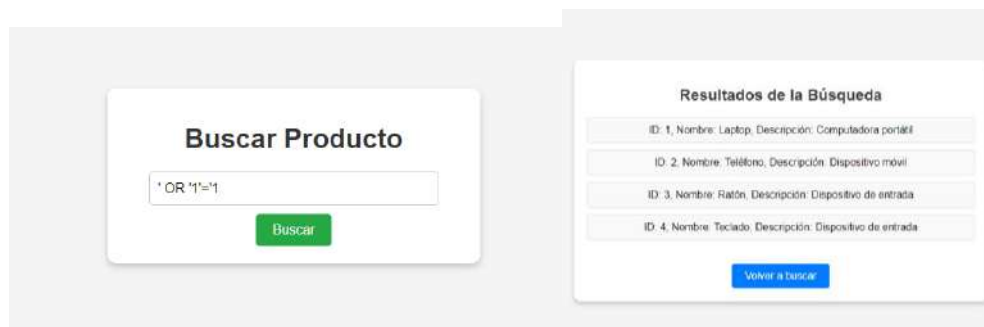 Buscar Producto
' OR '1'='1
Buscar
Resultados de la Búsqueda
ID: 1, Nombre: Laptop, Descripción: Computadora portátil
ID: 2, Nombre: Teléfono, Descripción: Dispositivo móvil
ID: 3, Nombre: Ratón, Descripción: Dispositivo de entrada
ID: 4, Nombre: Teclado, Descripción: Dispositivo de entrada
Volver a buscar